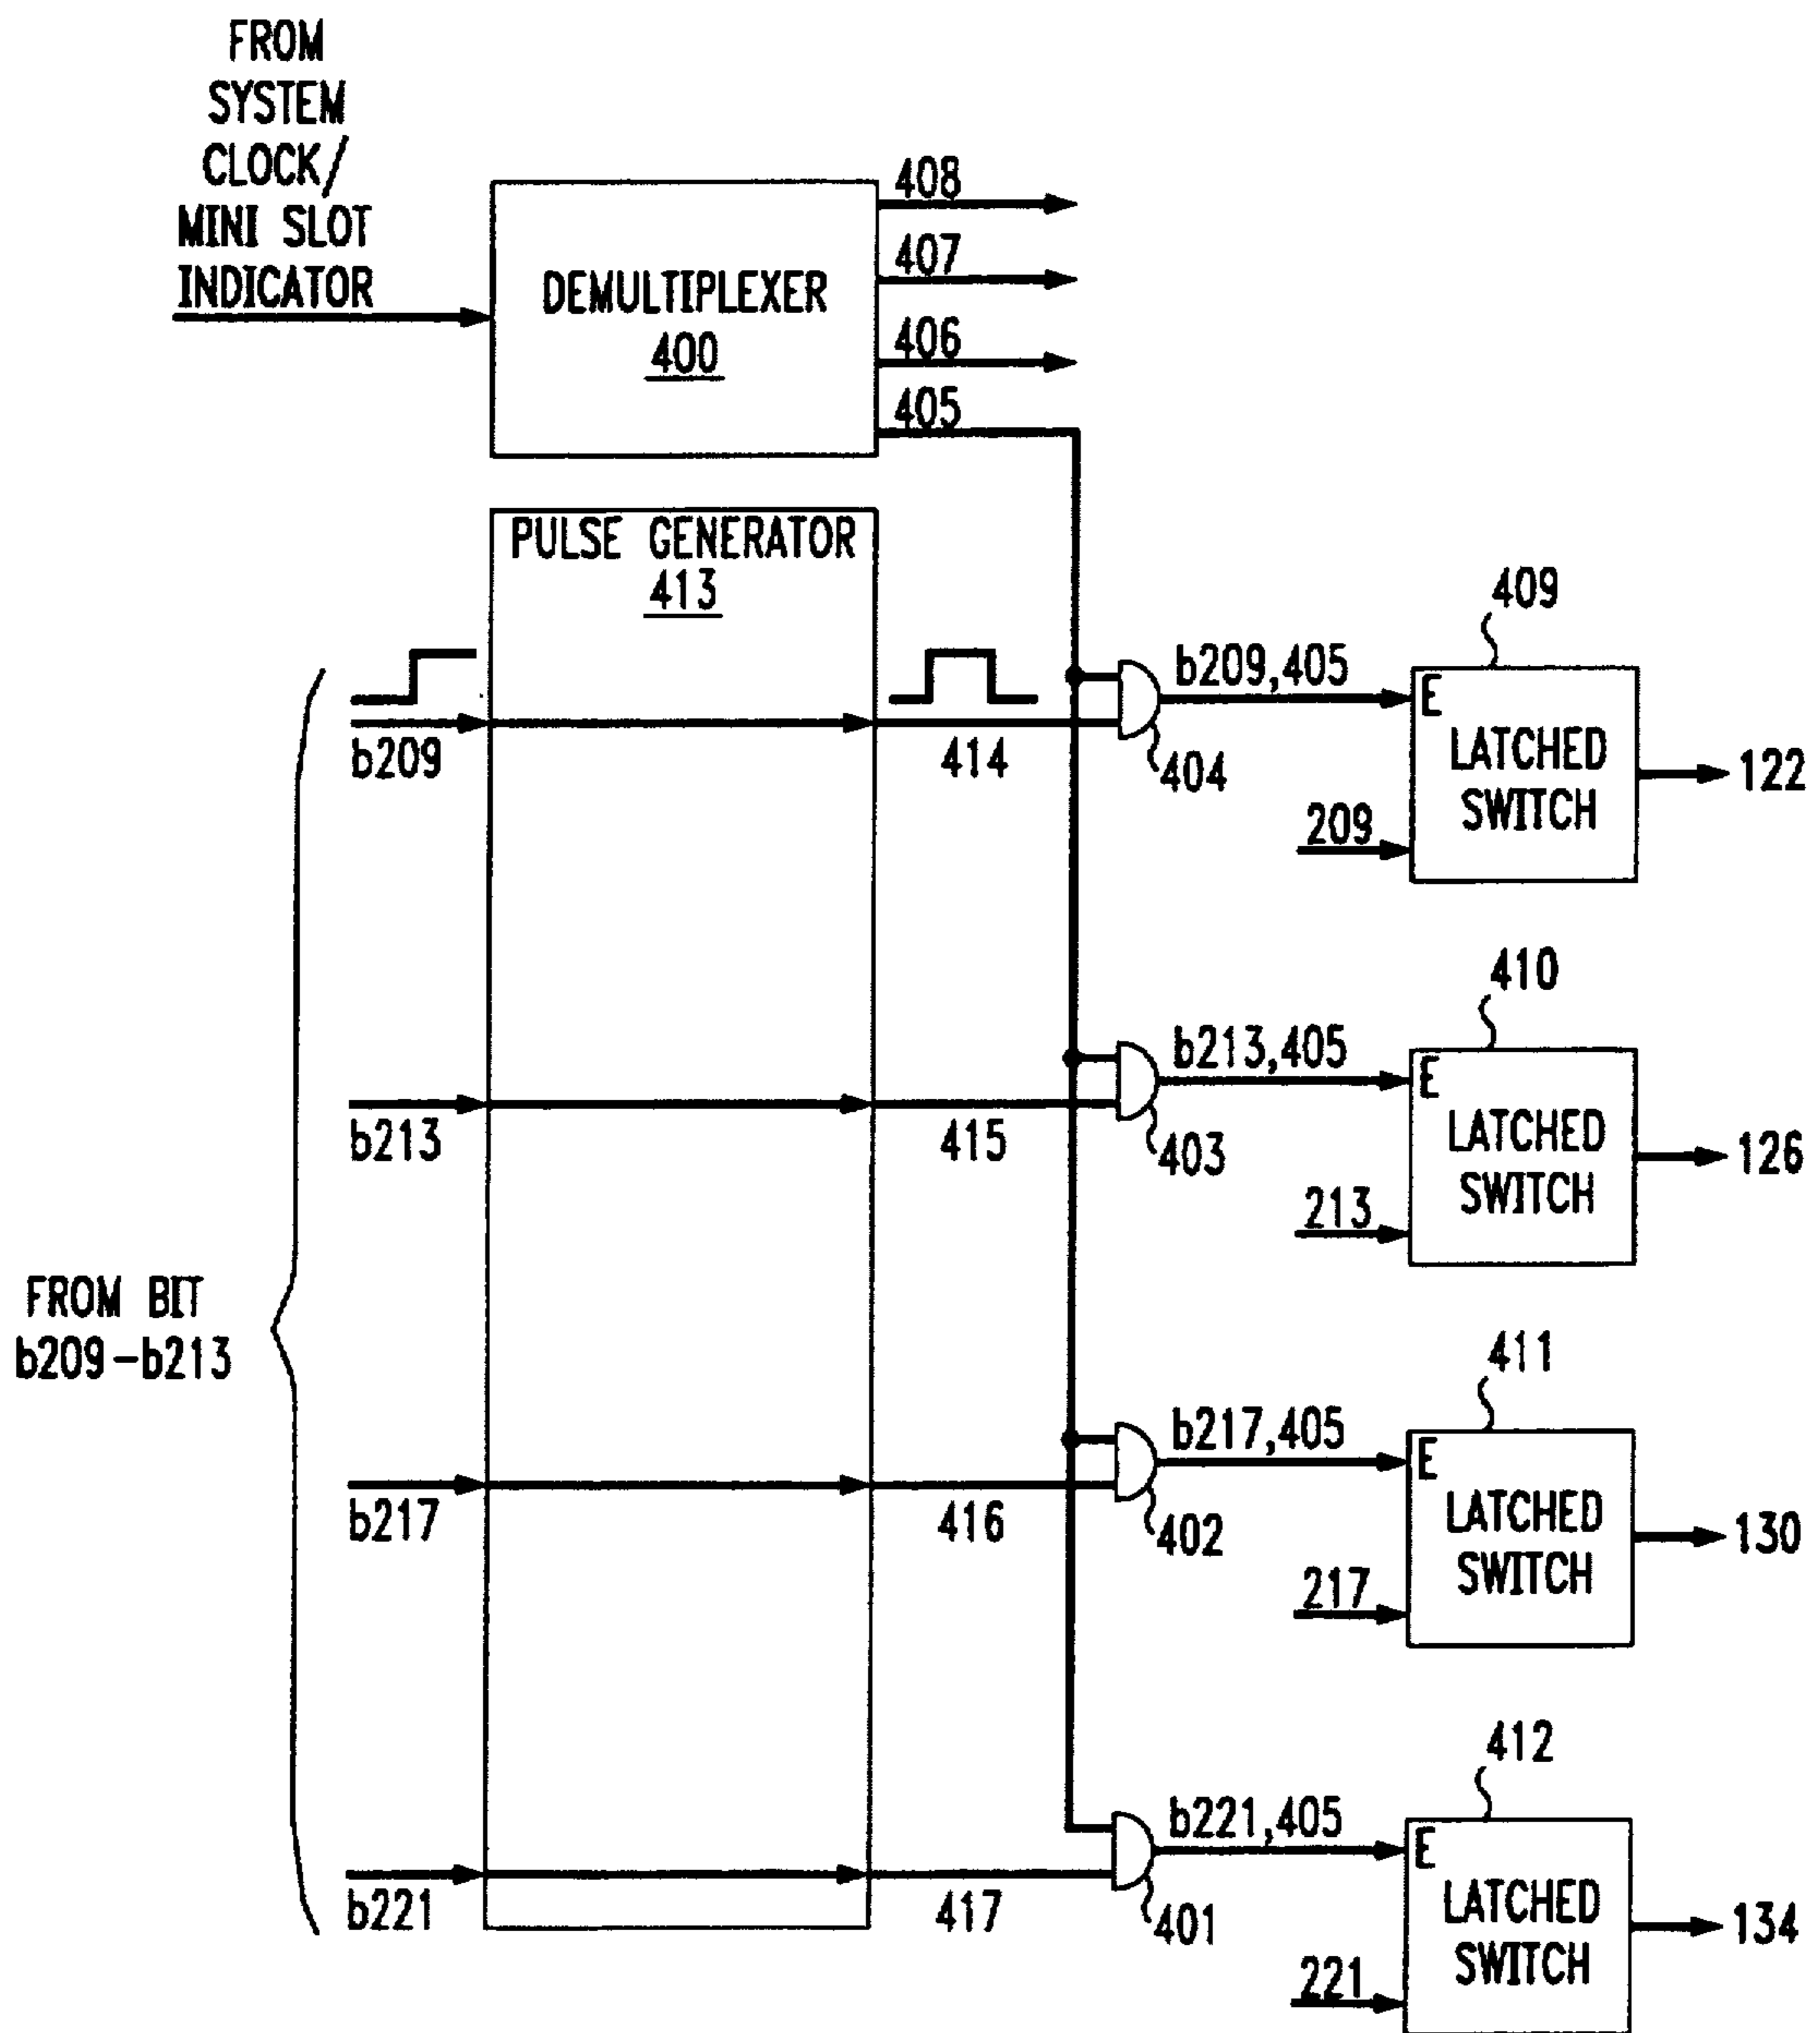 FROM
SYSTEM
CLOCK/
MINI SLOT
INDICATOR
DEMULTIPLEXER
400
408
407
406
405
PULSE GENERATOR
413
FROM BIT
b209-b213
b209
414
404
b209,405
409
E
LATCHED
SWITCH
209
122
b213
415
403
b213,405
410
E
LATCHED
SWITCH
213
126
b217
416
402
b217,405
411
E
LATCHED
SWITCH
217
130
b221
417
401
b221,405
412
E
LATCHED
SWITCH
221
134